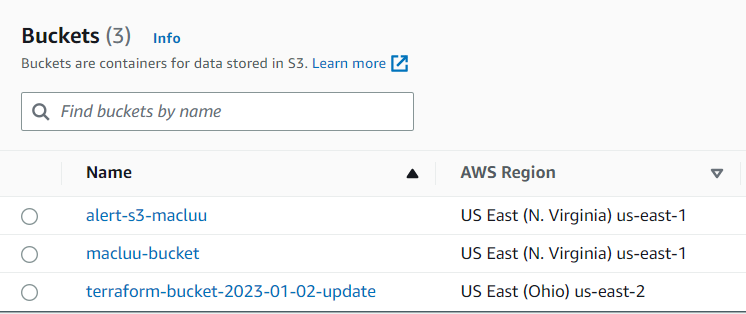 Buckets (3) Info
Buckets are containers for data stored in S3. Learn more
Find buckets by name
Name AWS Region
alert-s3-macluu US East (N. Virginia) us-east-1
macluu-bucket US East (N. Virginia) us-east-1
terraform-bucket-2023-01-02-update US East (Ohio) us-east-2